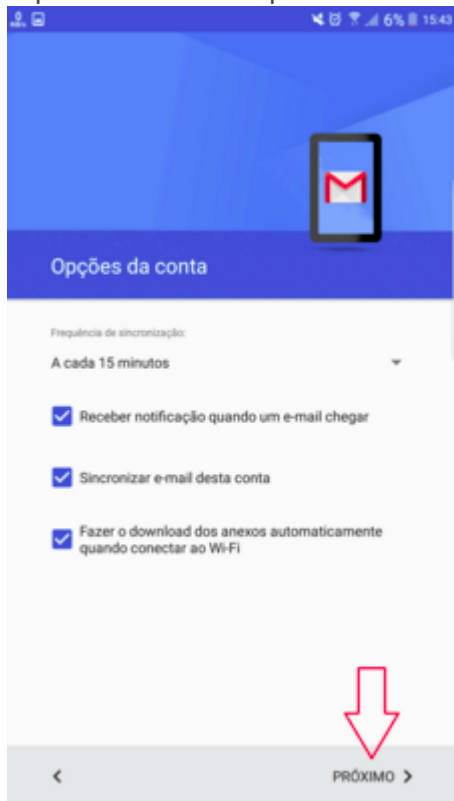 6% 15:43
Opções da conta
Frequência de sincronização:
A cada 15 minutos
Receber notificação quando um e-mail chegar
Sincronizar e-mail desta conta
Fazer o download dos anexos automaticamente
quando conectar ao Wi-Fi
PRÓXIMO